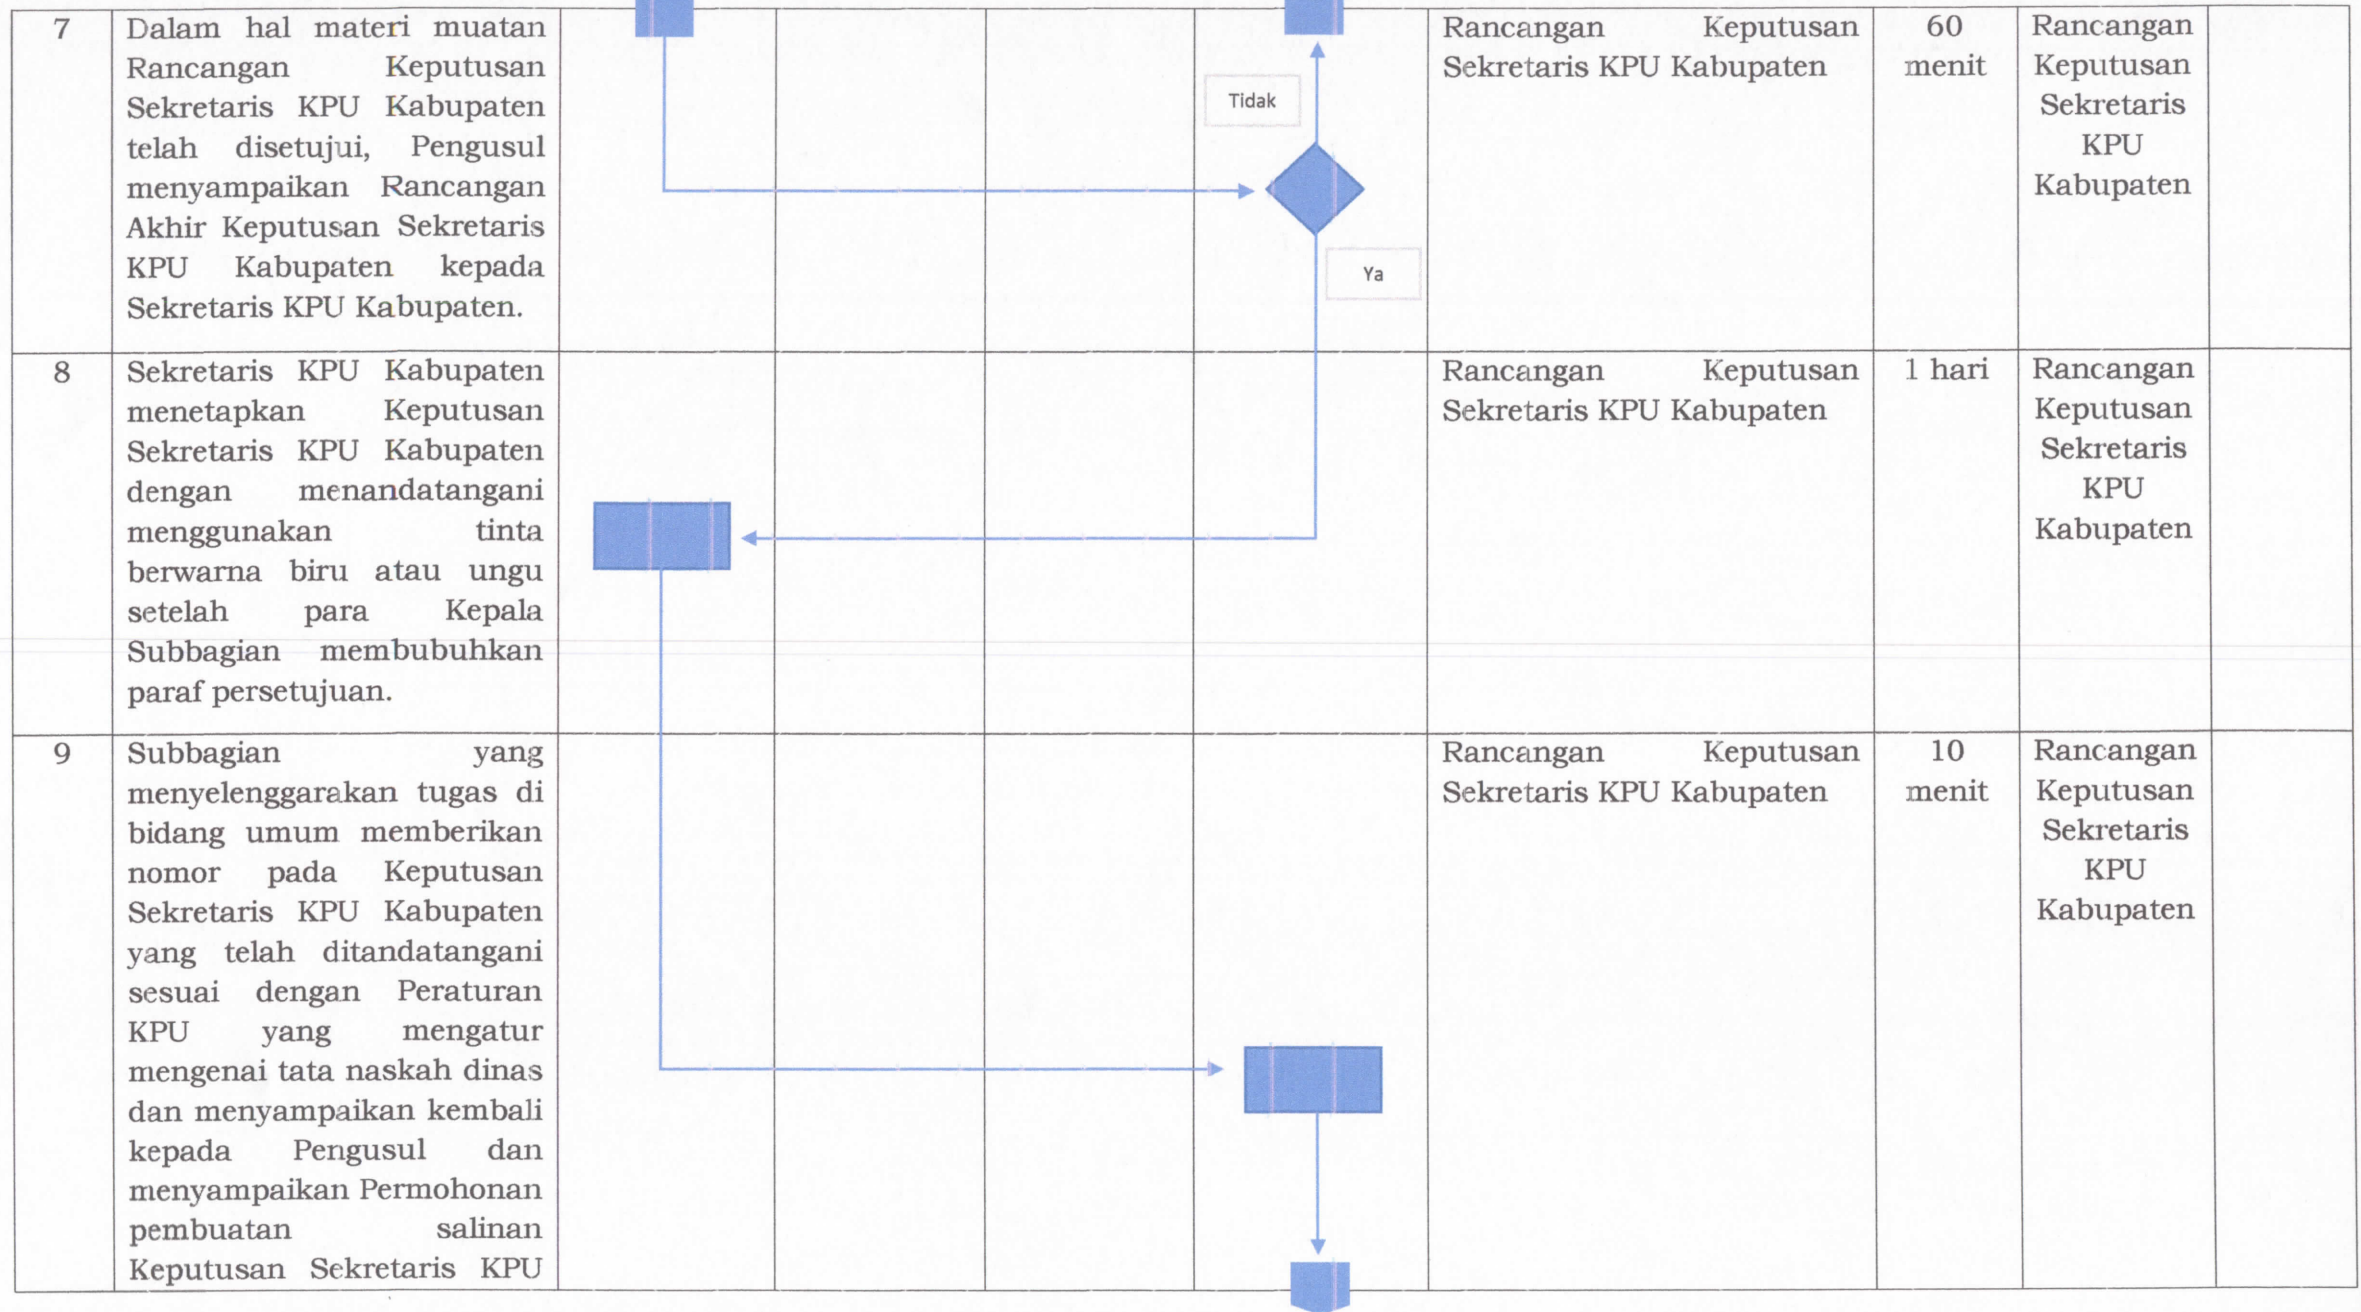 7
Dalam hal materi muatan
Rancangan Keputusan
Sekretaris KPU Kabupaten
telah disetujui, Pengusul
menyampaikan Rancangan
Akhir Keputusan Sekretaris
KPU Kabupaten kepada
Sekretaris KPU Kabupaten.
Tidak
Ya
Rancangan Keputusan
Sekretaris KPU Kabupaten
60
menit
Rancangan
Keputusan
Sekretaris
KPU
Kabupaten
8
Sekretaris KPU Kabupaten
menetapkan Keputusan
Sekretaris KPU Kabupaten
dengan menandatangani
menggunakan tinta
berwarna biru atau ungu
setelah para Kepala
Subbagian membubuhkan
paraf persetujuan.
Rancangan Keputusan
Sekretaris KPU Kabupaten
1 hari
Rancangan
Keputusan
Sekretaris
KPU
Kabupaten
9
Subbagian yang
menyelenggarakan tugas di
bidang umum memberikan
nomor pada Keputusan
Sekretaris KPU Kabupaten
yang telah ditandatangani
sesuai dengan Peraturan
KPU yang mengatur
mengenai tata naskah dinas
dan menyampaikan kembali
kepada Pengusul dan
menyampaikan Permohonan
pembuatan salinan
Keputusan Sekretaris KPU
Rancangan Keputusan
Sekretaris KPU Kabupaten
10
menit
Rancangan
Keputusan
Sekretaris
KPU
Kabupaten